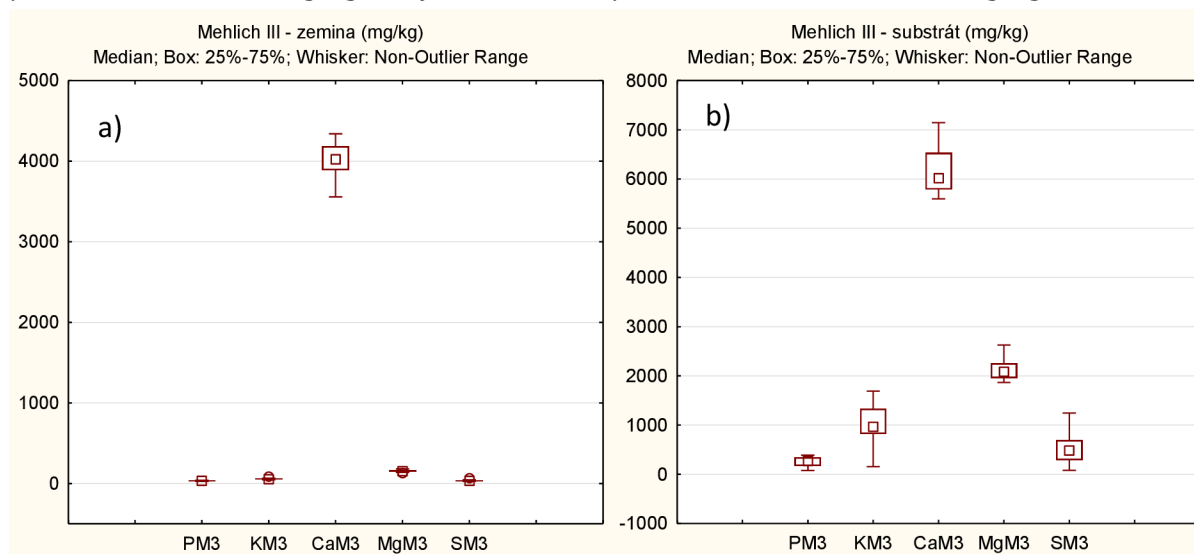 Mehlich III - zemina (mg/kg)
Median; Box: 25%-75%; Whisker: Non-Outlier Range
a)
5000
4000
3000
2000
1000
0
PM3 KM3 CaM3 MgM3 SM3
Mehlich III - substrát (mg/kg)
Median; Box: 25%-75%; Whisker: Non-Outlier Range
b)
8000
7000
6000
5000
4000
3000
2000
1000
0
-1000
PM3 KM3 CaM3 MgM3 SM3